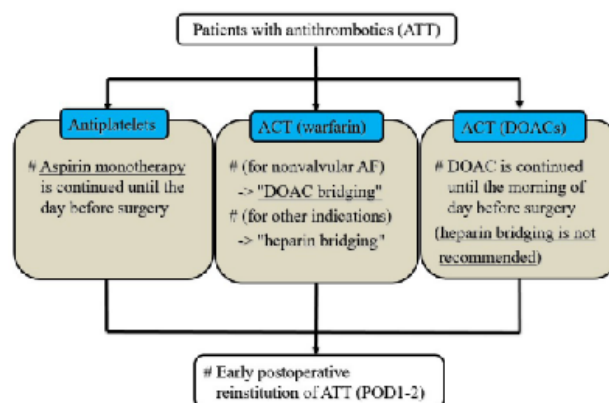 Patients with antithrombotics (ATT)
Antiplatelets
# Aspirin monotherapy
is continued until the
day before surgery
ACT (warfarin)
# (for nonvalvular AF)
-> "DOAC bridging"
# (for other indications)
-> "heparin bridging"
ACT (DOACs)
# DOAC is continued
until the morning of
day before surgery
(heparin bridging is not
recommended)
# Early postoperative
reinstitution of ATT (POD1-2)